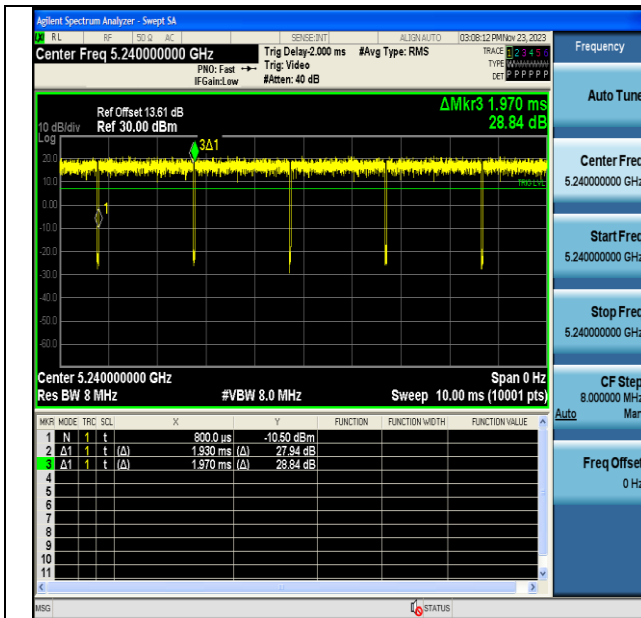 Agilent Spectrum Analyzer - Swept SA
RL RF 50 Ω AC SENSE:INT ALIGN AUTO 03:08:12 PM Nov 23, 2023
Center Freq 5.240000000 GHz
PNO: Fast
IFGain:Low
Trig Delay-2.000 ms
Trig: Video
#Atten: 40 dB
#Avg Type: RMS
TRACE 1 2 3 4 5 6
TYPE WWWWWW
DET P P P P P P
ΔMkr3 1.970 ms
28.84 dB
Ref Offset 13.61 dB
10 dB/div Ref 30.00 dBm
Log
20.0
10.0
0.00
-10.0
-20.0
-30.0
-40.0
-50.0
-60.0
3Δ1
1
TRIG LVL
Center 5.240000000 GHz Span 0 Hz
Res BW 8 MHz #VBW 8.0 MHz Sweep 10.00 ms (10001 pts)
MKR MODE TRC SCL X Y FUNCTION FUNCTION WIDTH FUNCTION VALUE
1 N 1 t 800.0 µs -10.50 dBm
2 Δ1 1 t (Δ) 1.930 ms (Δ) 27.94 dB
3 Δ1 1 t (Δ) 1.970 ms (Δ) 28.84 dB
4
5
6
7
8
9
10
11
MSG STATUS
Frequency
Auto Tune
Center Freq
5.240000000 GHz
Start Freq
5.240000000 GHz
Stop Freq
5.240000000 GHz
CF Step
8.000000 MHz
Auto Man
Freq Offset
0 Hz